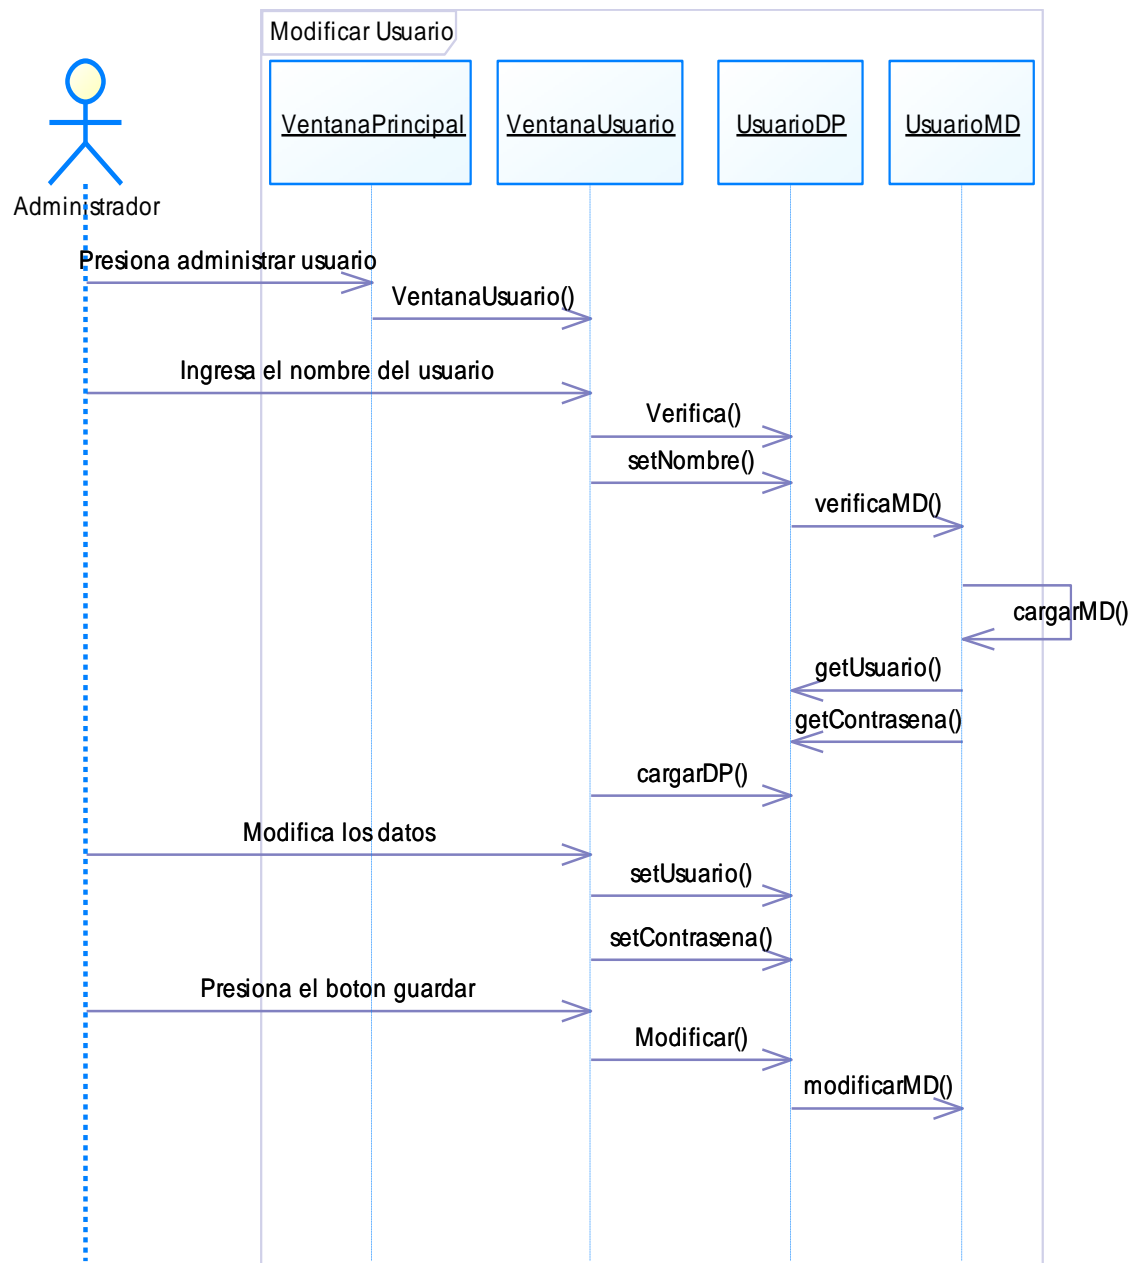 Modificar Usuario
VentanaPrincipal
VentanaUsuario
UsuarioDP
UsuarioMD
Administrador
Presiona administrar usuario
VentanaUsuario()
Ingresa el nombre del usuario
Verifica()
setNombre()
verificaMD()
cargarMD()
getUsuario()
getContrasena()
cargarDP()
Modifica los datos
setUsuario()
setContrasena()
Presiona el boton guardar
Modificar()
modificarMD()